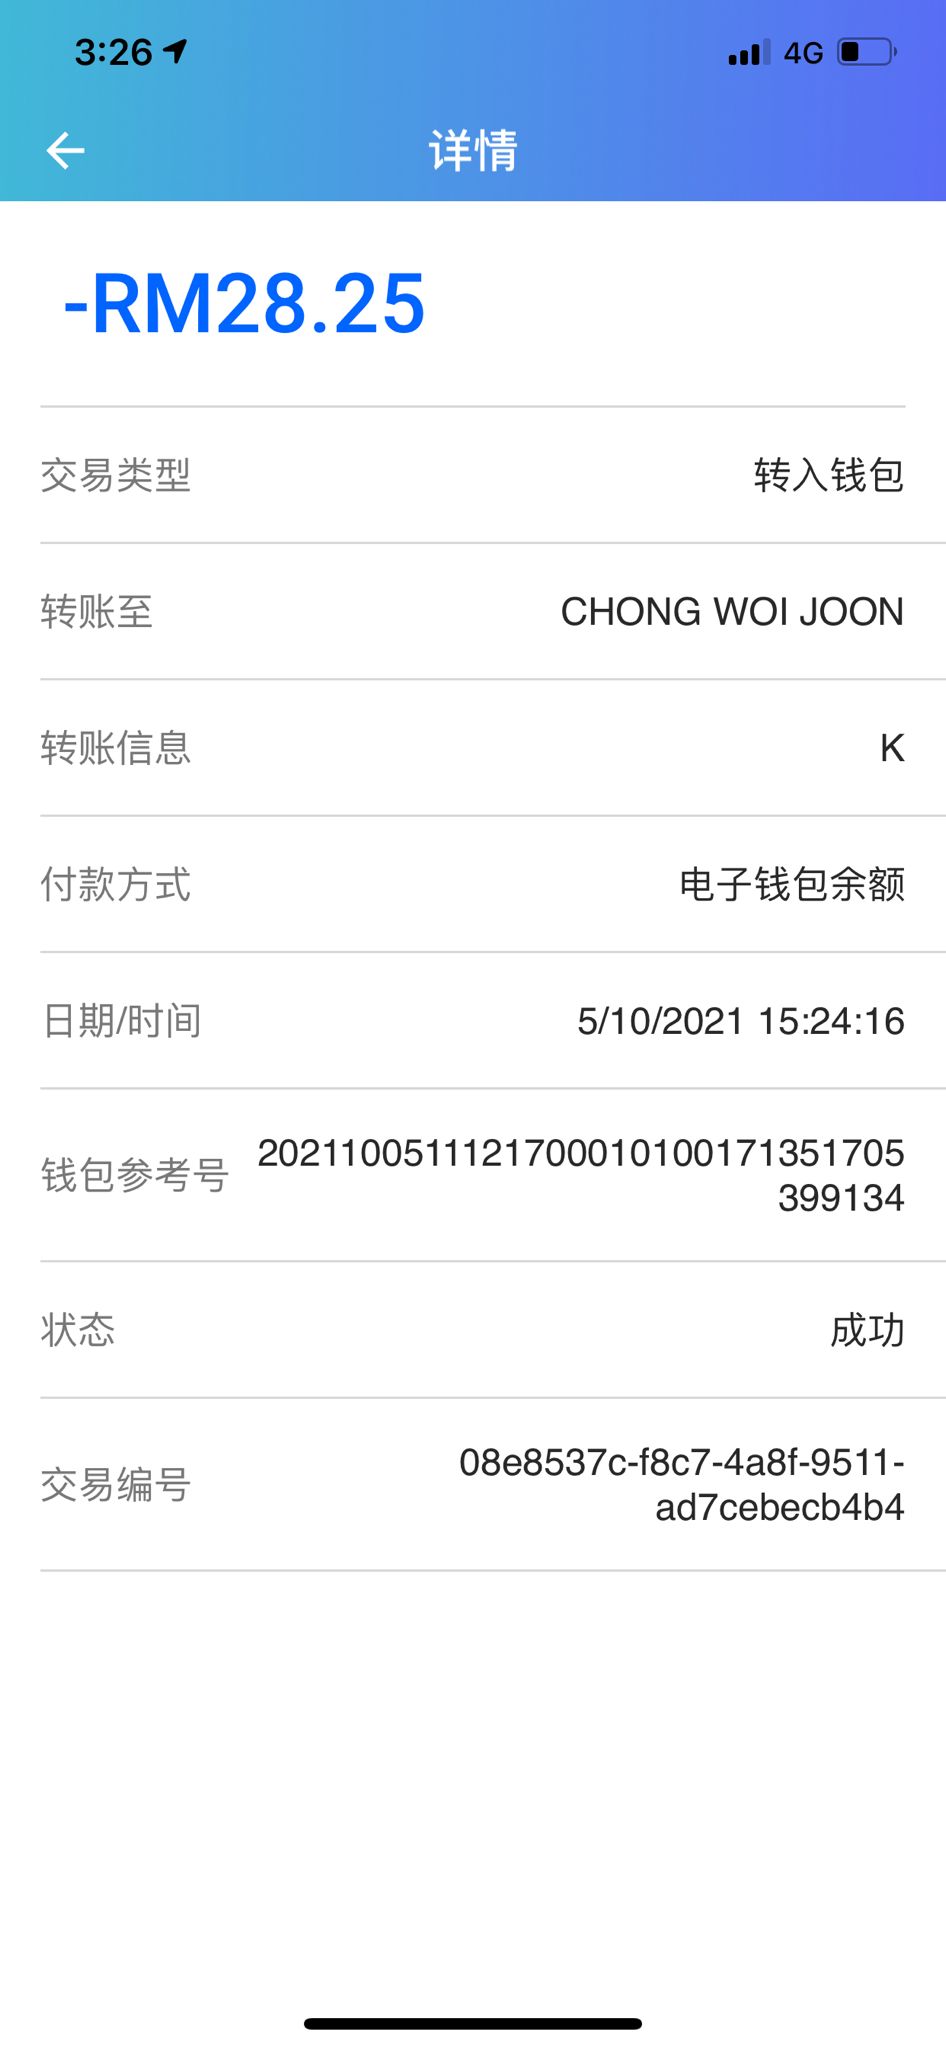 3:26
4G
详情
-RM28.25
交易类型 转入钱包
转账至 CHONG WOI JOON
转账信息 K
付款方式 电子钱包余额
日期/时间 5/10/2021 15:24:16
钱包参考号 20211005111217000101001713517​05
399134
状态 成功
交易编号 08e8537c-f8c7-4a8f-9511-
ad7cebecb4b4